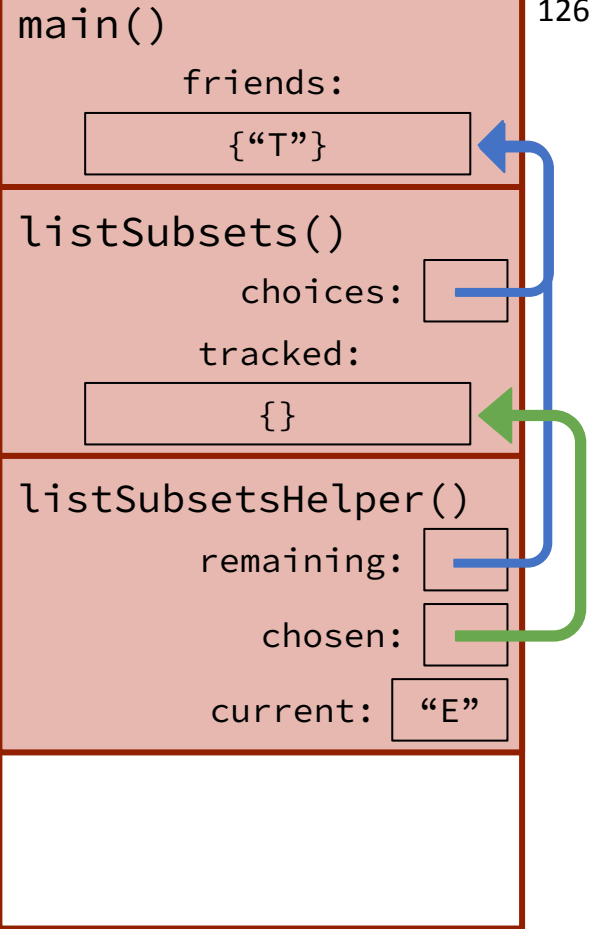 126
main()
friends:
{“T”}
listSubsets()
choices:
tracked:
{}
listSubsetsHelper()
remaining:
chosen:
current: “E”